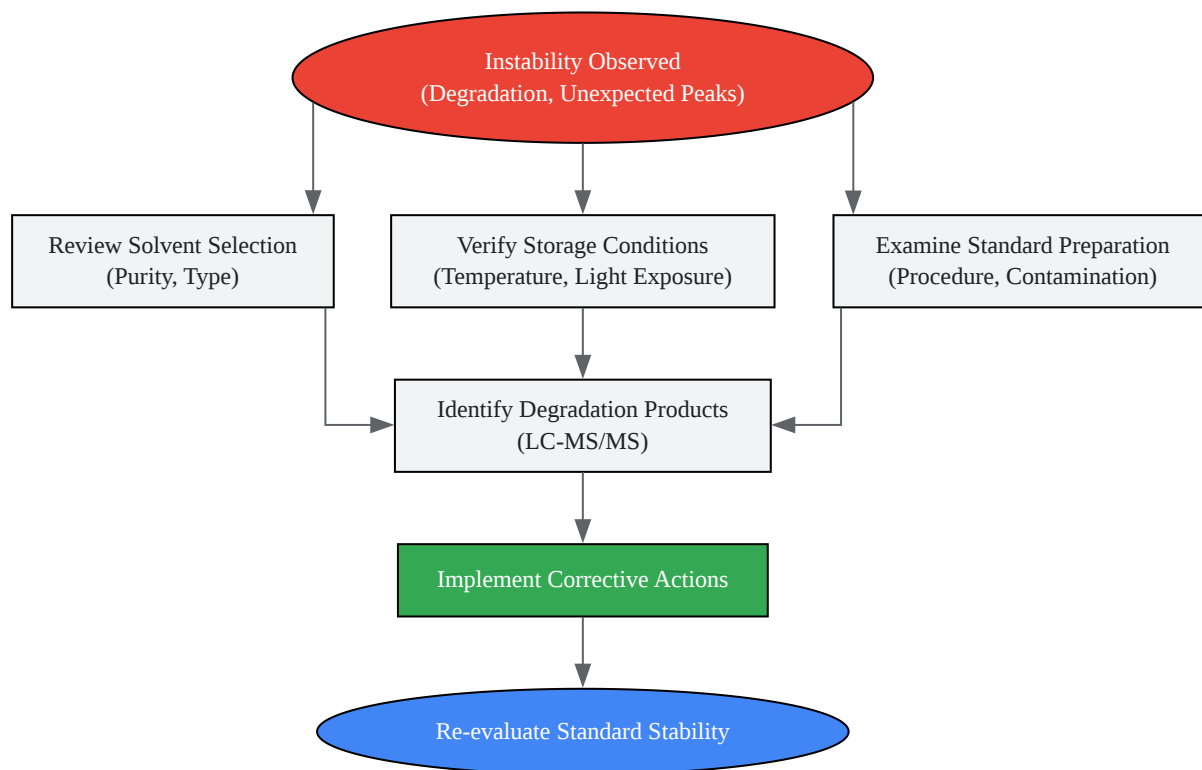 Instability Observed
(Degradation, Unexpected Peaks)
Review Solvent Selection
(Purity, Type)
Verify Storage Conditions
(Temperature, Light Exposure)
Examine Standard Preparation
(Procedure, Contamination)
Identify Degradation Products
(LC-MS/MS)
Implement Corrective Actions
Re-evaluate Standard Stability